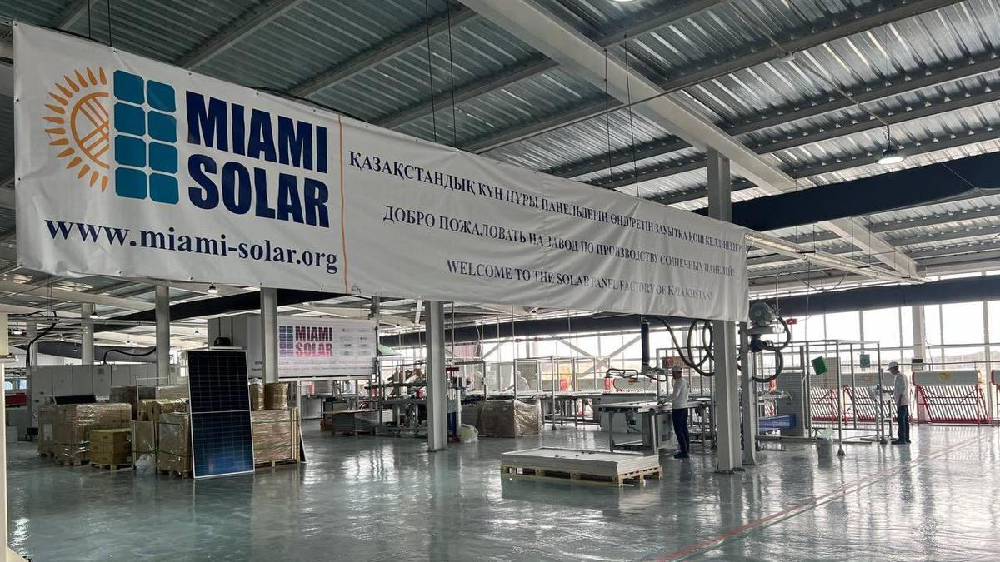 MIAMI
SOLAR
www.miami-solar.org
ҚАЗАҚСТАНДЫҚ КҮН НҰРЫ ПАНЕЛЬДЕРІН ӨНДІРЕТІН ЗАУЫТҚА ҚОШ КЕЛДІҢІЗДЕР!
ДОБРО ПОЖАЛОВАТЬ НА ЗАВОД ПО ПРОИЗВОДСТВУ СОЛНЕЧНЫХ ПАНЕЛЕЙ!
WELCOME TO THE SOLAR PANEL FACTORY OF KAZAKHSTAN!
MIAMI
SOLAR